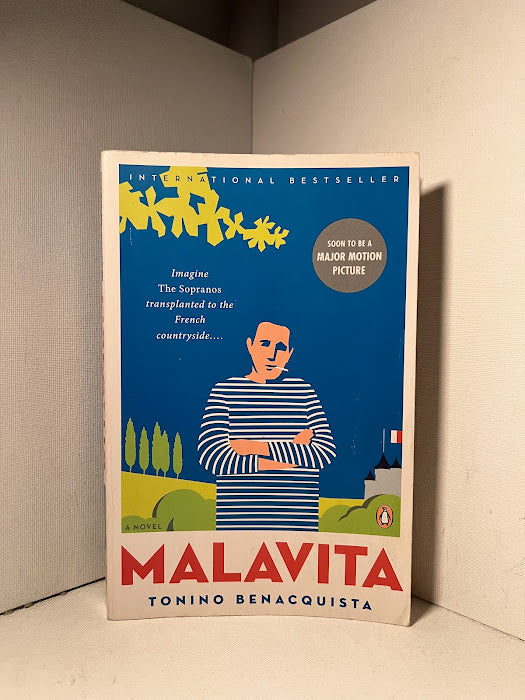 INTERNATIONAL BESTSELLER
SOON TO BE A
MAJOR MOTION
PICTURE
Imagine
The Sopranos
transplanted to the
French
countryside....
A NOVEL
MALAVITA
TONINO BENACQUISTA